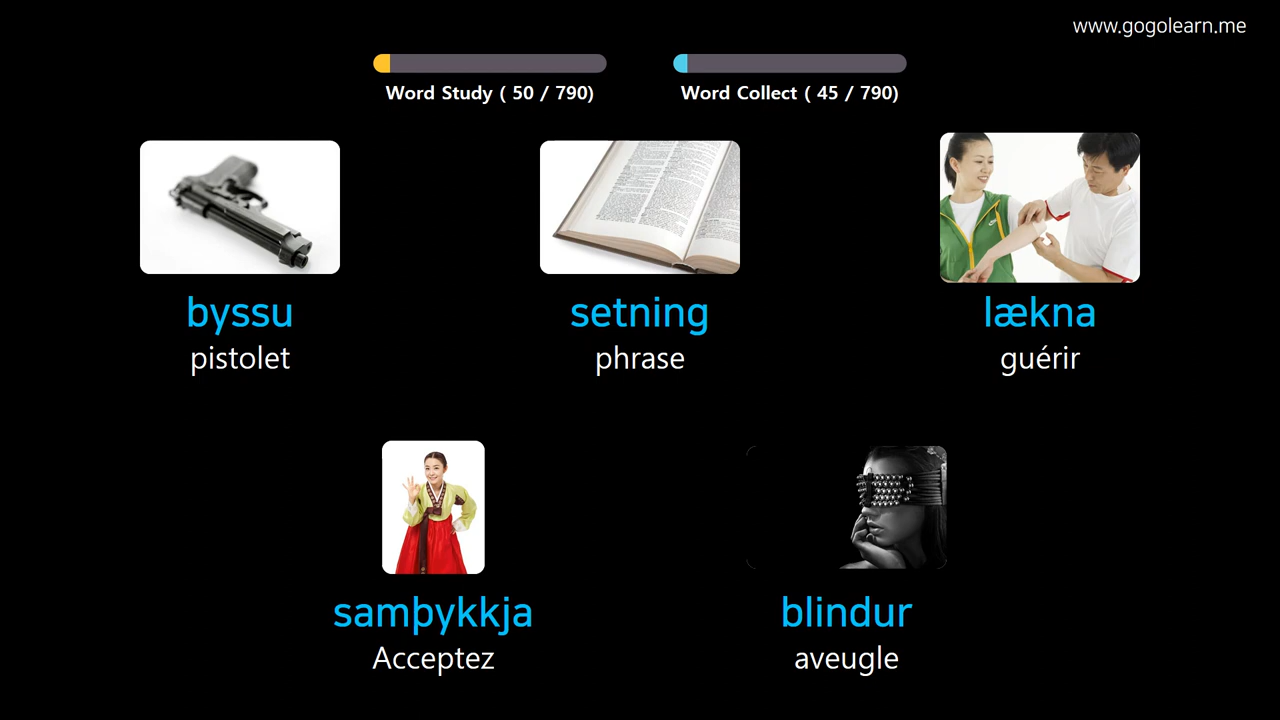 www.gogolearn.me
Word Study ( 50 / 790)
Word Collect ( 45 / 790)
byssu
pistolet
setning
phrase
lækna
guérir
samþykkja
Acceptez
blindur
aveugle